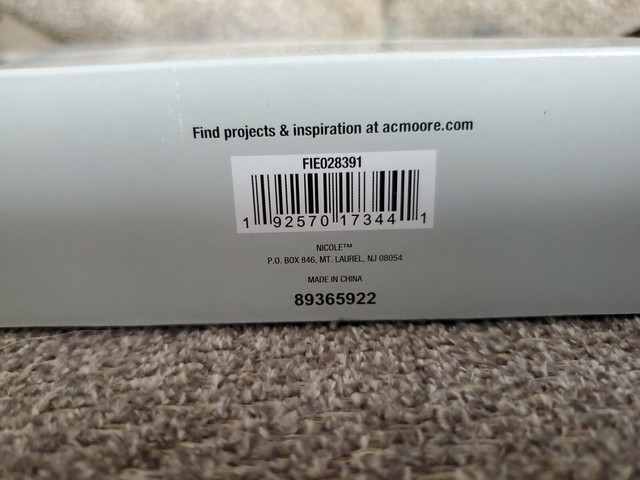 Find projects & inspiration at acmoore.com
FIE028391
1 92570 17344 1
NICOLE™
P.O. BOX 846, MT. LAUREL, NJ 08054
MADE IN CHINA
89365922